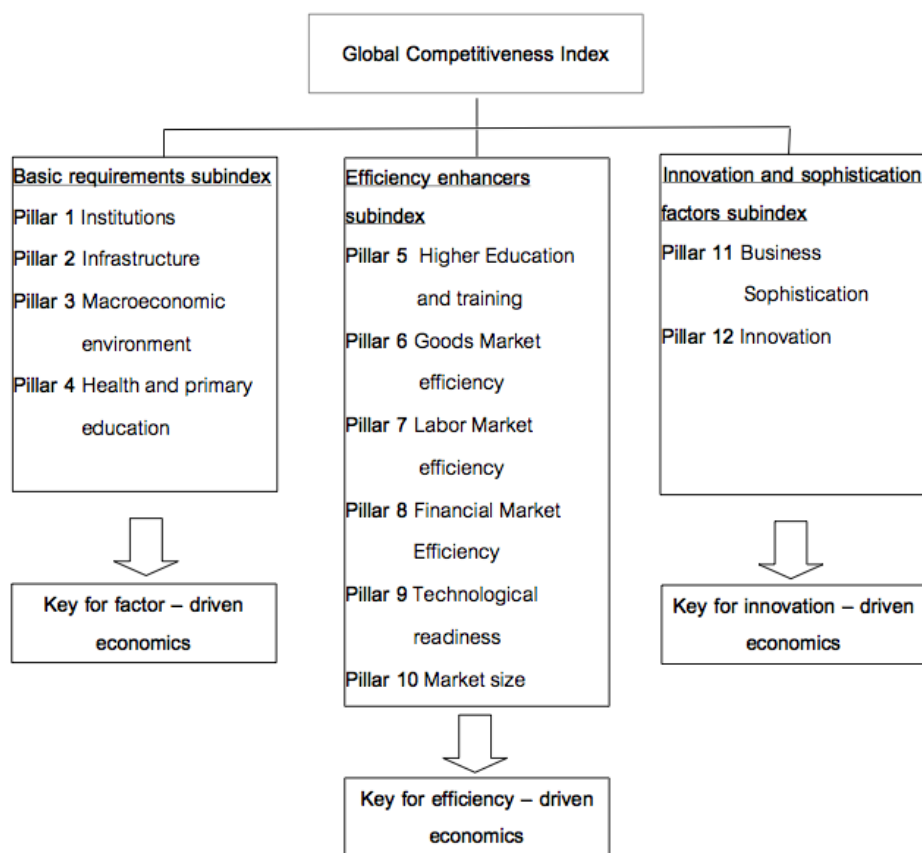 Global Competitiveness Index
Basic requirements subindex
Pillar 1 Institutions
Pillar 2 Infrastructure
Pillar 3 Macroeconomic
environment
Pillar 4 Health and primary
education
Key for factor – driven
economics
Efficiency enhancers
subindex
Pillar 5 Higher Education
and training
Pillar 6 Goods Market
efficiency
Pillar 7 Labor Market
efficiency
Pillar 8 Financial Market
Efficiency
Pillar 9 Technological
readiness
Pillar 10 Market size
Key for efficiency – driven
economics
Innovation and sophistication
factors subindex
Pillar 11 Business
Sophistication
Pillar 12 Innovation
Key for innovation – driven
economics